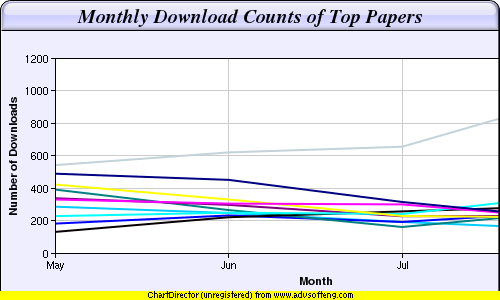 Monthly Download Counts of Top Papers
1200
1000
800
600
400
200
0
Number of Downloads
May Jun Jul
Month
ChartDirector (unregistered) from www.advsofteng.com